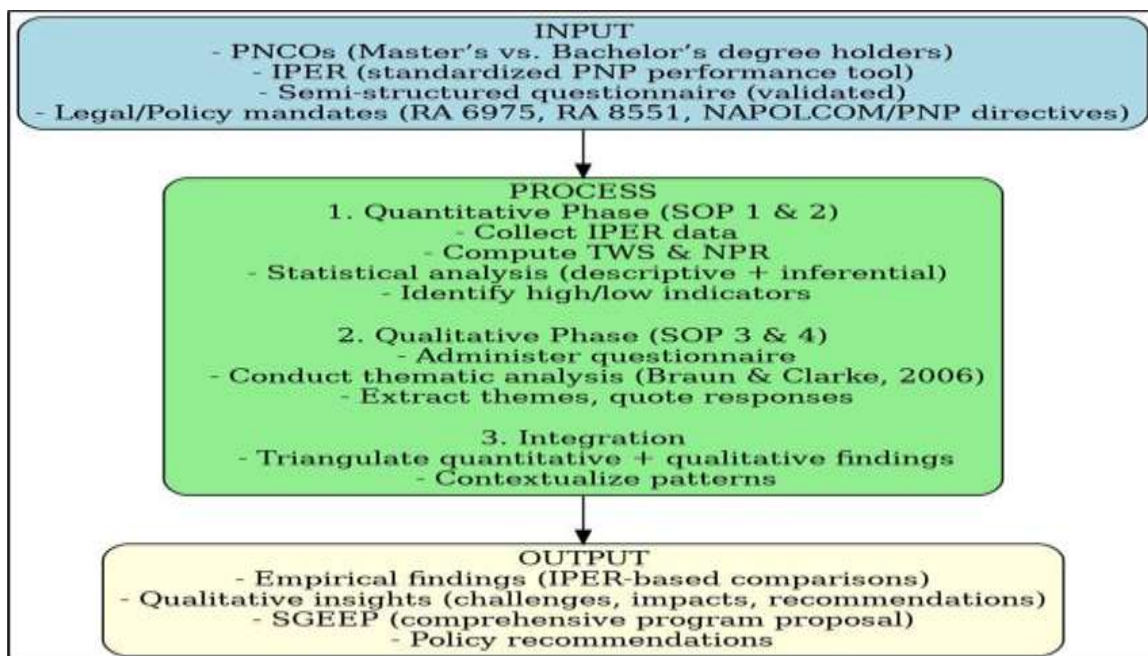 INPUT
- PNCOs (Master's vs. Bachelor's degree holders)
- IPER (standardized PNP performance tool)
- Semi-structured questionnaire (validated)
- Legal/Policy mandates (RA 6975, RA 8551, NAPOLCOM/PNP directives)
PROCESS
1. Quantitative Phase (SOP 1 & 2)
- Collect IPER data
- Compute TWS & NPR
- Statistical analysis (descriptive + inferential)
- Identify high/low indicators
2. Qualitative Phase (SOP 3 & 4)
- Administer questionnaire
- Conduct thematic analysis (Braun & Clarke, 2006)
- Extract themes, quote responses
3. Integration
- Triangulate quantitative + qualitative findings
- Contextualize patterns
OUTPUT
- Empirical findings (IPER-based comparisons)
- Qualitative insights (challenges, impacts, recommendations)
- SGEEP (comprehensive program proposal)
- Policy recommendations